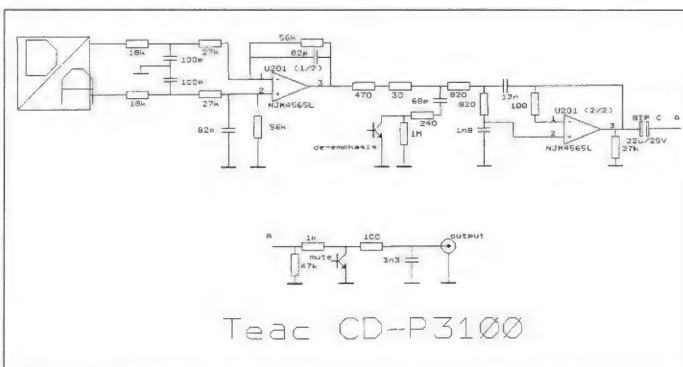 56k
18k
27k
82p
100p
U201 (1/2)
1
2
3
100p
NJM4565L
18k
27k
82p
56k
470
30
68p
820
12n
820
100
U201 (2/2)
1
2
3
240
1M
de-emphasis
1n8
NJM4565L
BIP C
A
22u/25V
27k
A
1k
100
output
mute
47k
3n3
Teac CD-P3100